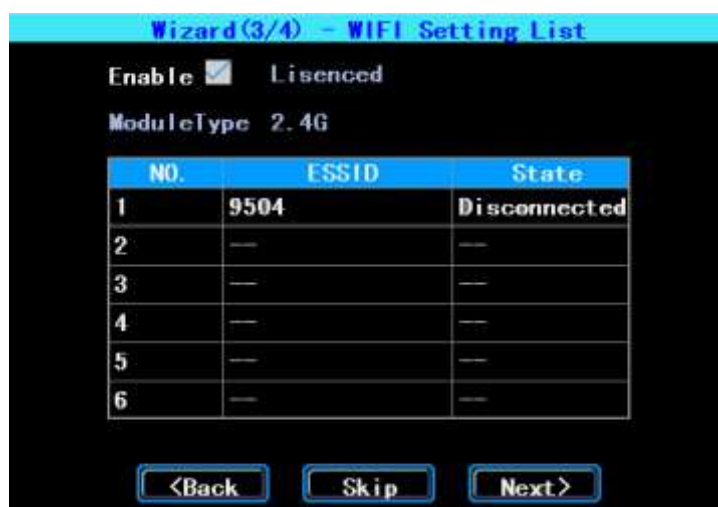 Wizard(3/4) - WIFI Setting List
Enable Lisenced
ModuleType 2.4G
NO. ESSID State
1 9504 Disconnected
2 -- --
3 -- --
4 -- --
5 -- --
6 -- --
<Back Skip Next>